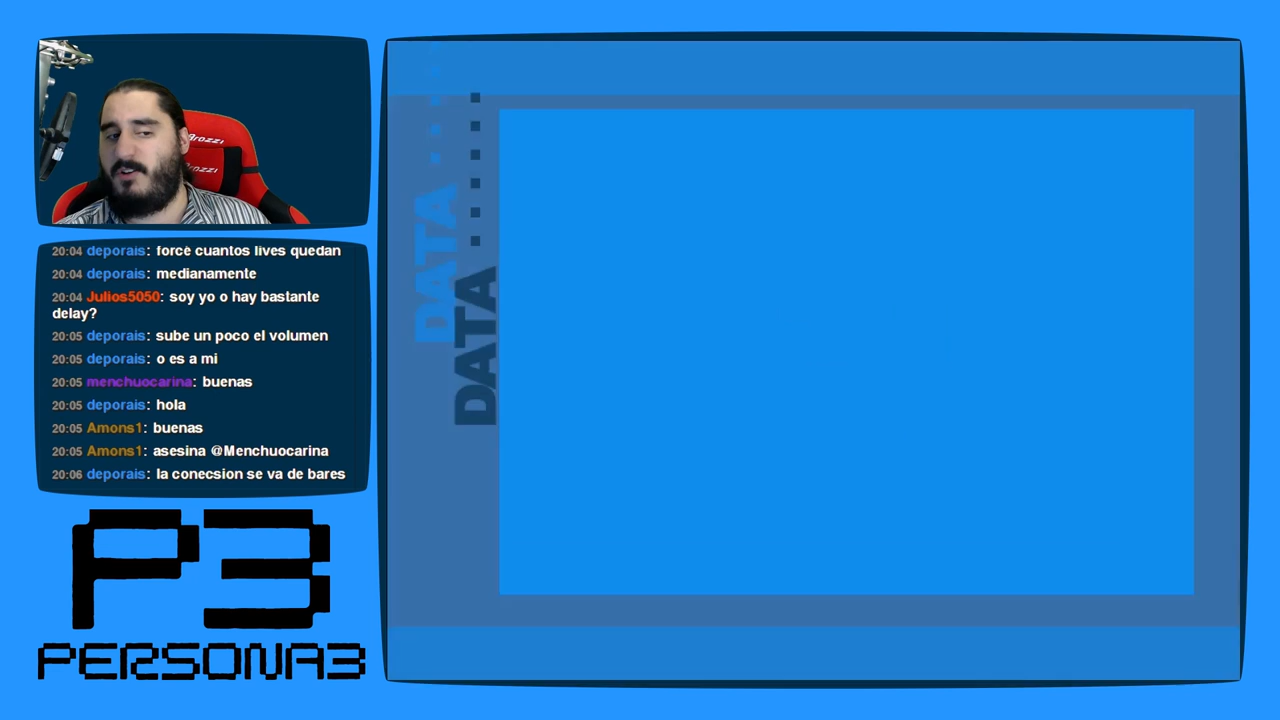 Arozzi
Arozzi
20:04 deporais: forcé cuantos lives quedan
20:04 deporais: medianamente
20:04 Julios5050: soy yo o hay bastante
delay?
20:05 deporais: sube un poco el volumen
20:05 deporais: o es a mi
20:05 menchuocarina: buenas
20:05 deporais: hola
20:05 Amons1: buenas
20:05 Amons1: asesina @Menchuocarina
20:06 deporais: la conecsion se va de bares
P3
PERSONA3
DATA
DATA